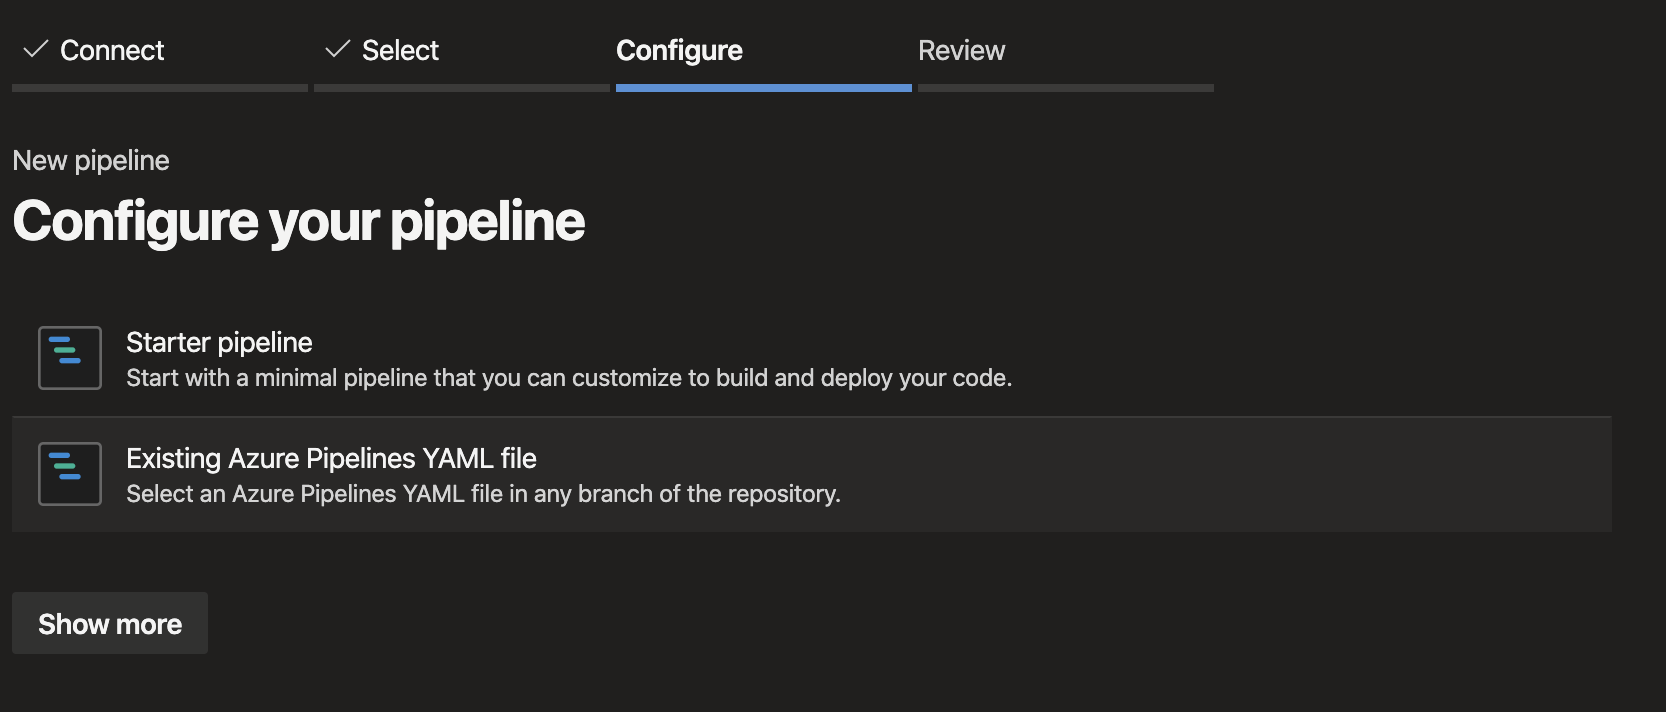 Connect
Select
Configure
Review
New pipeline
Configure your pipeline
Starter pipeline
Start with a minimal pipeline that you can customize to build and deploy your code.
Existing Azure Pipelines YAML file
Select an Azure Pipelines YAML file in any branch of the repository.
Show more